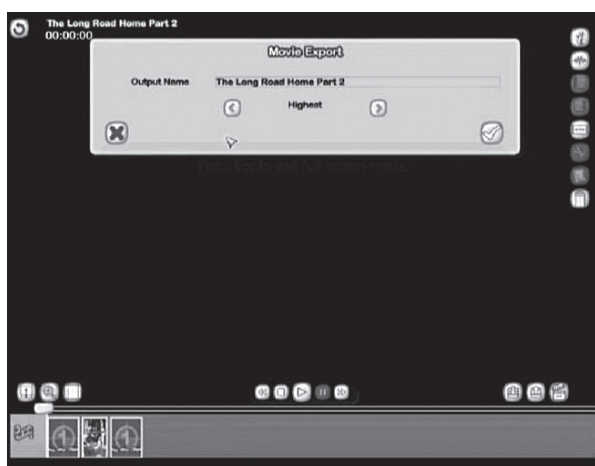 The Long Road Home Part 2
00:00:00
Movie Export
Output Name The Long Road Home Part 2
Highest
Press Esc to exit full screen mode.